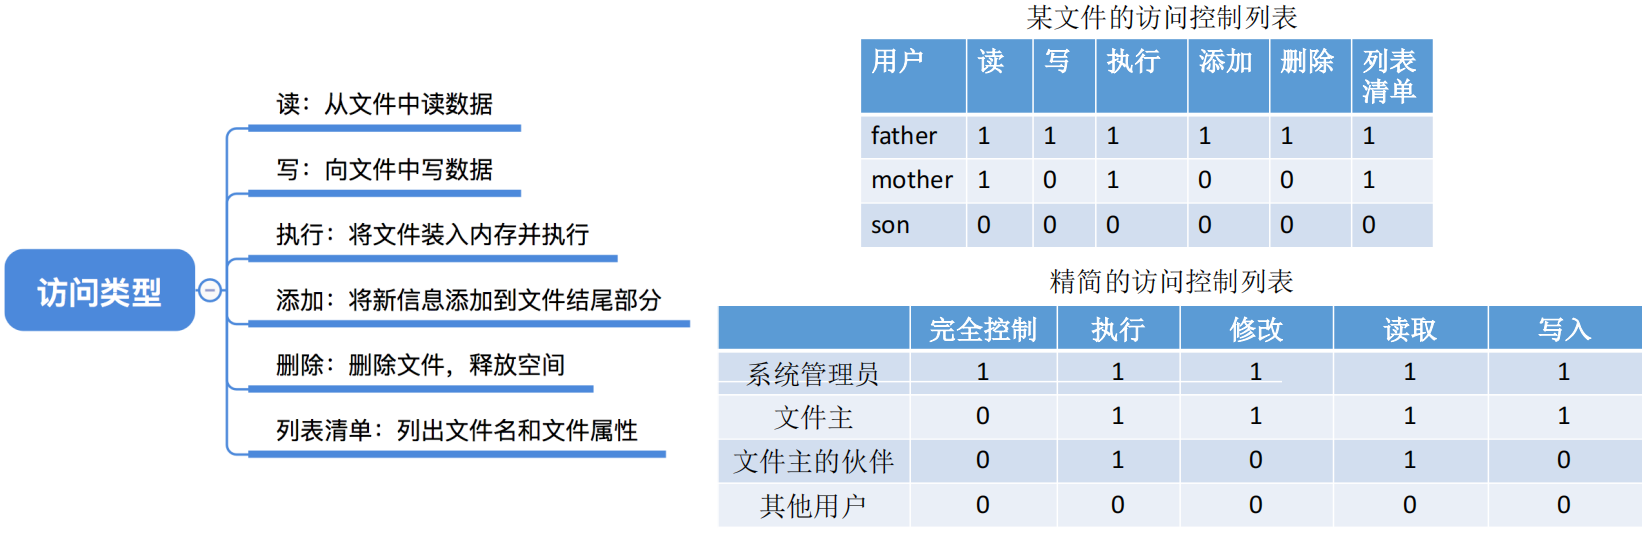 访问类型
读：从文件中读数据
写：向文件中写数据
执行：将文件装入内存并执行
添加：将新信息添加到文件结尾部分
删除：删除文件，释放空间
列表清单：列出文件名和文件属性
某文件的访问控制列表
用户 读 写 执行 添加 删除 列表
清单
father 1 1 1 1 1 1
mother 1 0 1 0 0 1
son 0 0 0 0 0 0
精简的访问控制列表
完全控制 执行 修改 读取 写入
系统管理员 1 1 1 1 1
文件主 0 1 1 1 1
文件主的伙伴 0 1 0 1 0
其他用户 0 0 0 0 0